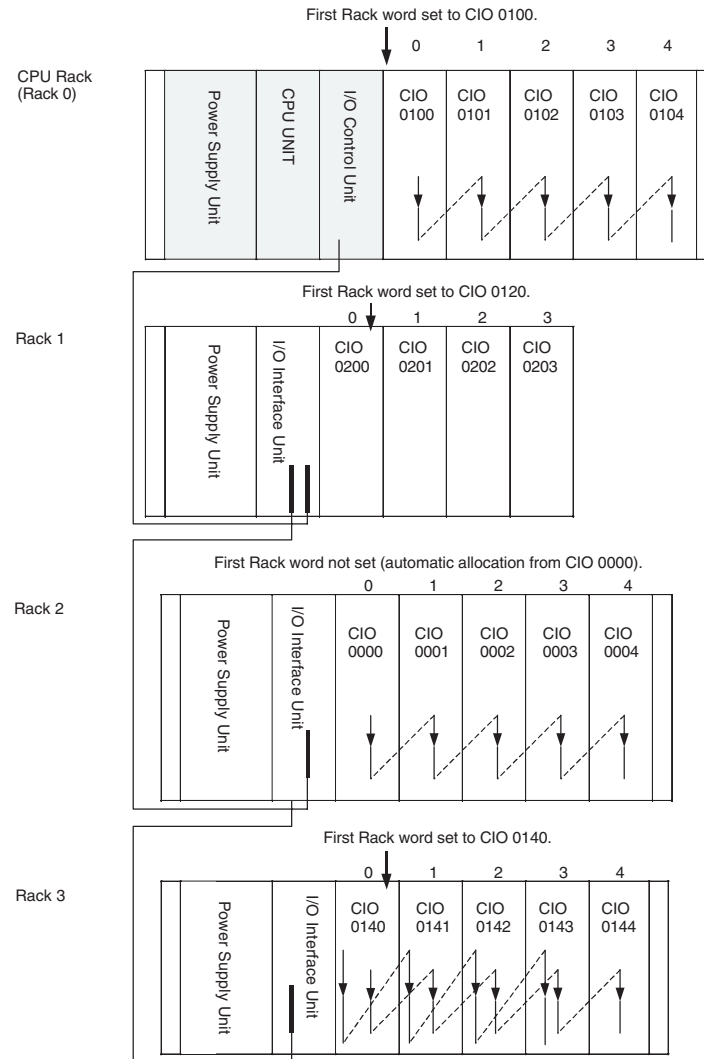 First Rack word set to CIO 0100.
0 1 2 3 4
CPU Rack
(Rack 0)
Power Supply Unit
CPU UNIT
I/O Control Unit
CIO
0100
CIO
0101
CIO
0102
CIO
0103
CIO
0104
First Rack word set to CIO 0120.
0 1 2 3
Rack 1
Power Supply Unit
I/O Interface Unit
CIO
0200
CIO
0201
CIO
0202
CIO
0203
First Rack word not set (automatic allocation from CIO 0000).
0 1 2 3 4
Rack 2
Power Supply Unit
I/O Interface Unit
CIO
0000
CIO
0001
CIO
0002
CIO
0003
CIO
0004
First Rack word set to CIO 0140.
0 1 2 3 4
Rack 3
Power Supply Unit
I/O Interface Unit
CIO
0140
CIO
0141
CIO
0142
CIO
0143
CIO
0144